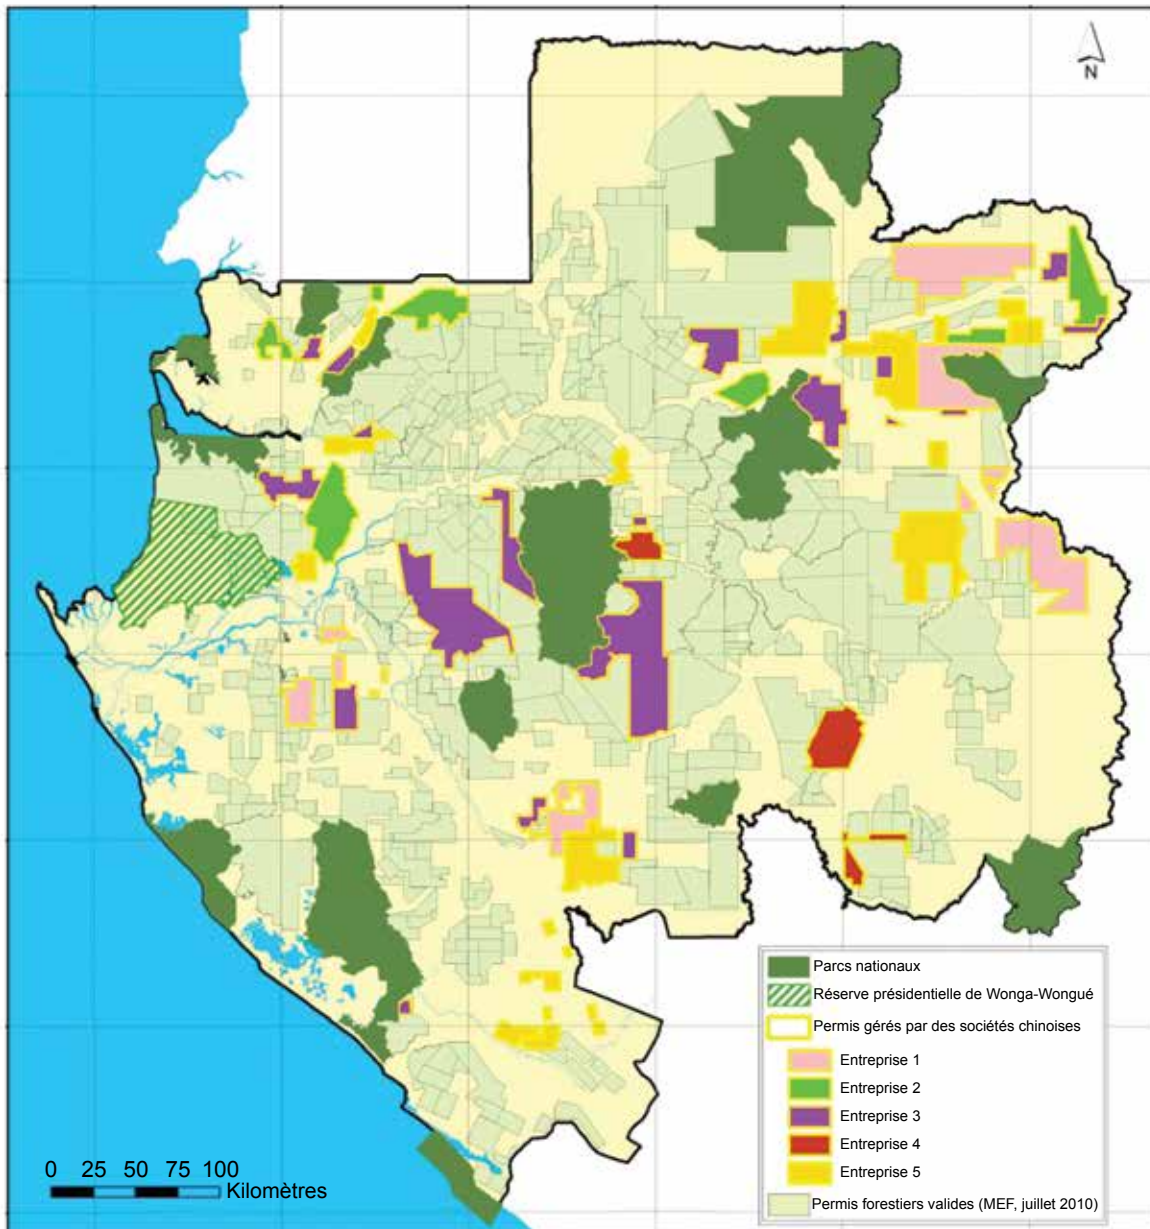 N
Parcs nationaux
Réserve présidentielle de Wonga-Wongué
Permis gérés par des sociétés chinoises
Entreprise 1
Entreprise 2
Entreprise 3
Entreprise 4
Entreprise 5
Permis forestiers valides (MEF, juillet 2010)
0 25 50 75 100
Kilomètres